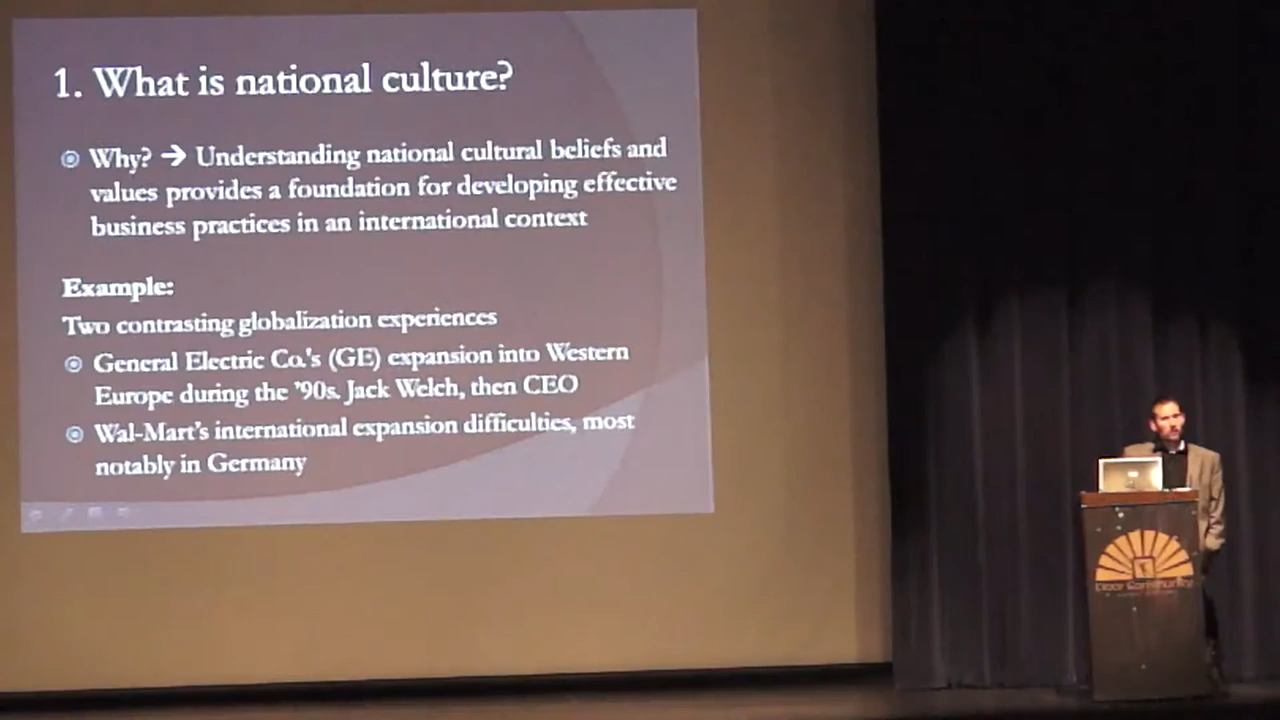 1. What is national culture?
Why? → Understanding national cultural beliefs and
values provides a foundation for developing effective
business practices in an international context
Example:
Two contrasting globalization experiences
General Electric Co.'s (GE) expansion into Western
Europe during the '90s. Jack Welch, then CEO
Wal-Mart's international expansion difficulties, most
notably in Germany
Door Community